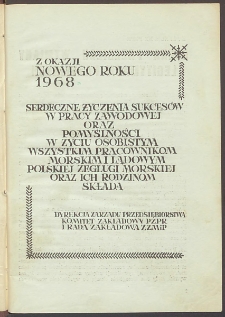 Z OKAZJI
NOWEGO ROKU
1968
SERDECZNE ŻYCZENIA SUKCESÓW
W PRACY ZAWODOWEJ
ORAZ
POMYŚLNOŚCI
W ŻYCIU OSOBISTYM
WSZYSTKIM PRACOWNIKOM
MORSKIM I LĄDOWYM
POLSKIEJ ŻEGLUGI MORSKIEJ
ORAZ ICH RODZINOM
SKŁADA
DYREKCJA ZARZĄDU PRZEDSIĘBIORSTWA
KOMITET ZAKŁADOWY PZPR
I RADA ZAKŁADOWA ZZMiP